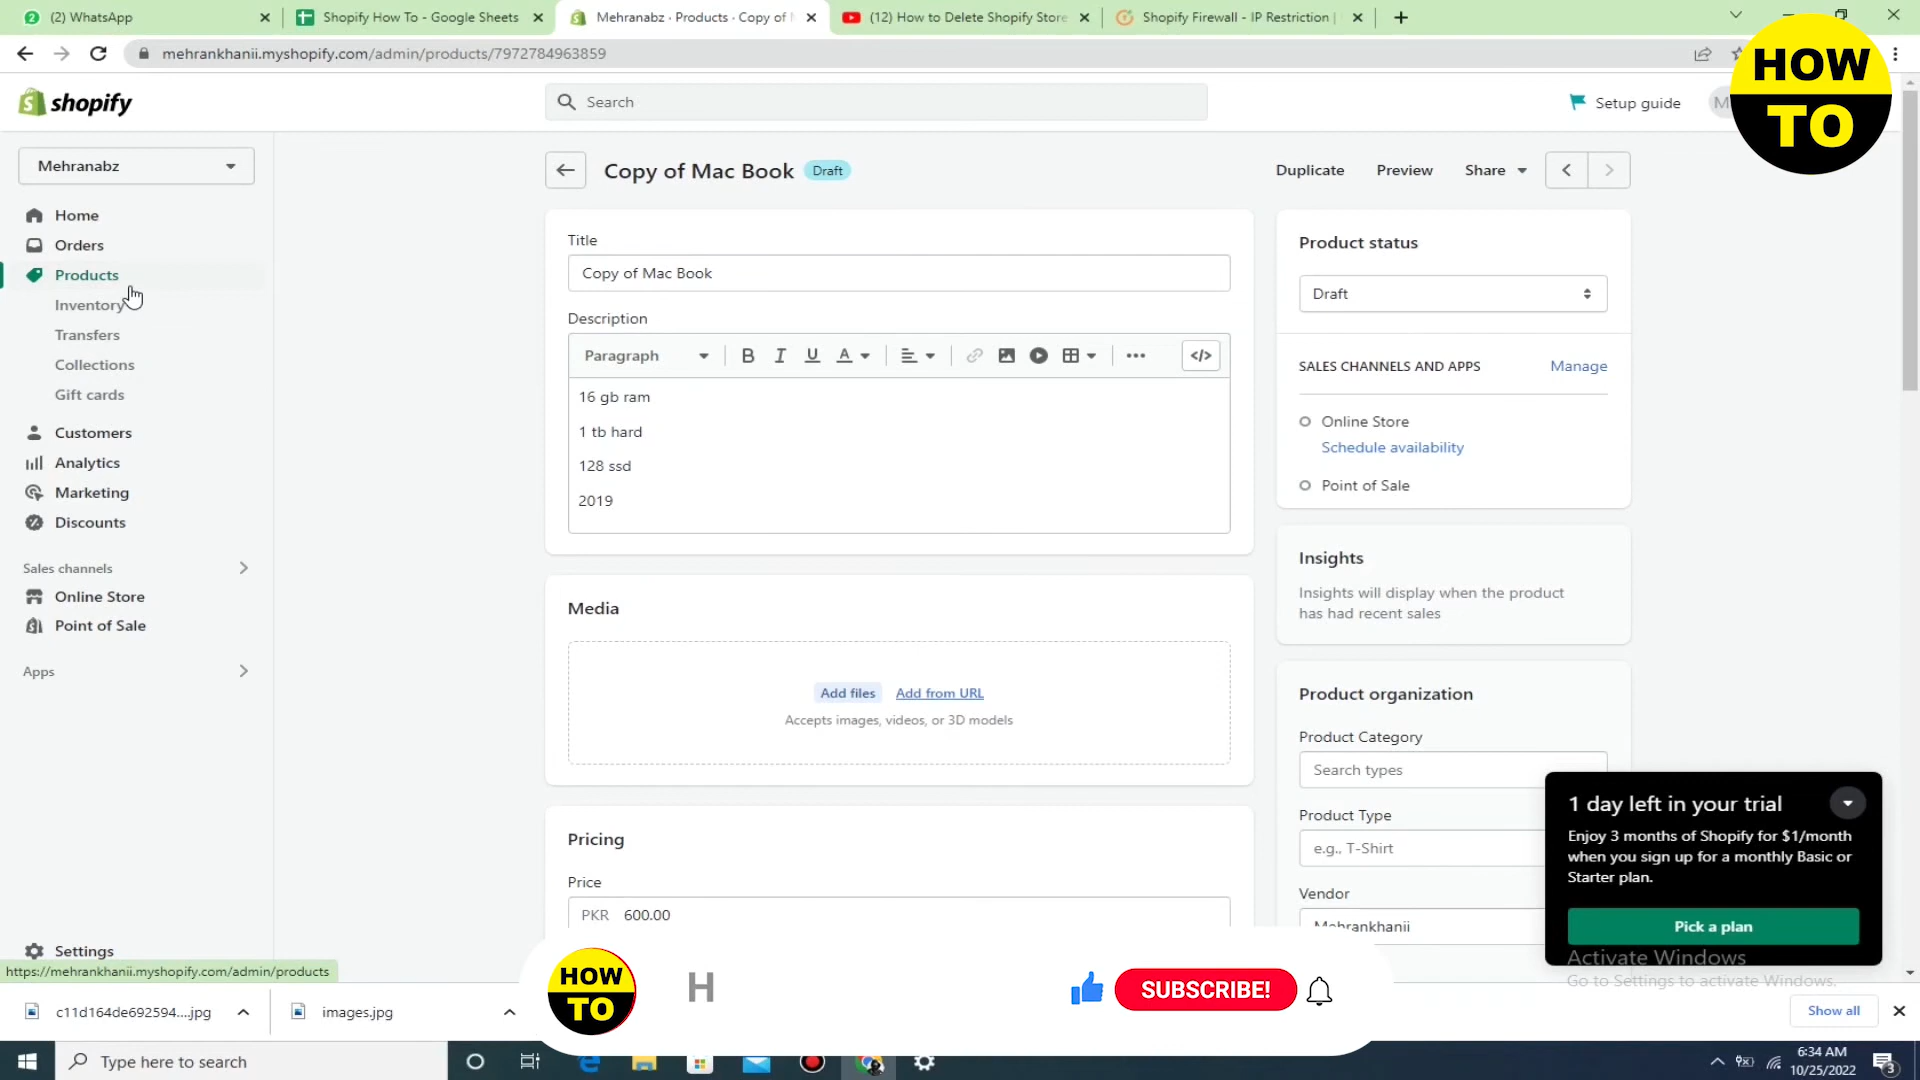 (2) WhatsApp
Shopify How To - Google Sheets
Mehranabz · Products · Copy of
(12) How to Delete Shopify Store
Shopify Firewall - IP Restriction |
mehrankhanii.myshopify.com/admin/products/7972784963859
HOW
TO
shopify
Search
Setup guide
Mehranabz
Copy of Mac Book
Draft
Duplicate
Preview
Share
Home
Orders
Products
Inventory
Transfers
Collections
Gift cards
Customers
Analytics
Marketing
Discounts
Sales channels
Online Store
Point of Sale
Apps
Settings
Title
Copy of Mac Book
Description
Paragraph
B I U A
</>
16 gb ram
1 tb hard
128 ssd
2019
Media
Add files Add from URL
Accepts images, videos, or 3D models
Pricing
Price
PKR 600.00
Product status
Draft
SALES CHANNELS AND APPS
Manage
Online Store
Schedule availability
Point of Sale
Insights
Insights will display when the product
has had recent sales
Product organization
Product Category
Search types
Product Type
e.g., T-Shirt
Vendor
Mehrankhanii
1 day left in your trial
Enjoy 3 months of Shopify for $1/month
when you sign up for a monthly Basic or
Starter plan.
Pick a plan
Activate Windows
Go to Settings to activate Windows.
https://mehrankhanii.myshopify.com/admin/products
HOW
TO
H
SUBSCRIBE!
c11d164de692594....jpg
images.jpg
Show all
Type here to search
6:34 AM
10/25/2022
3